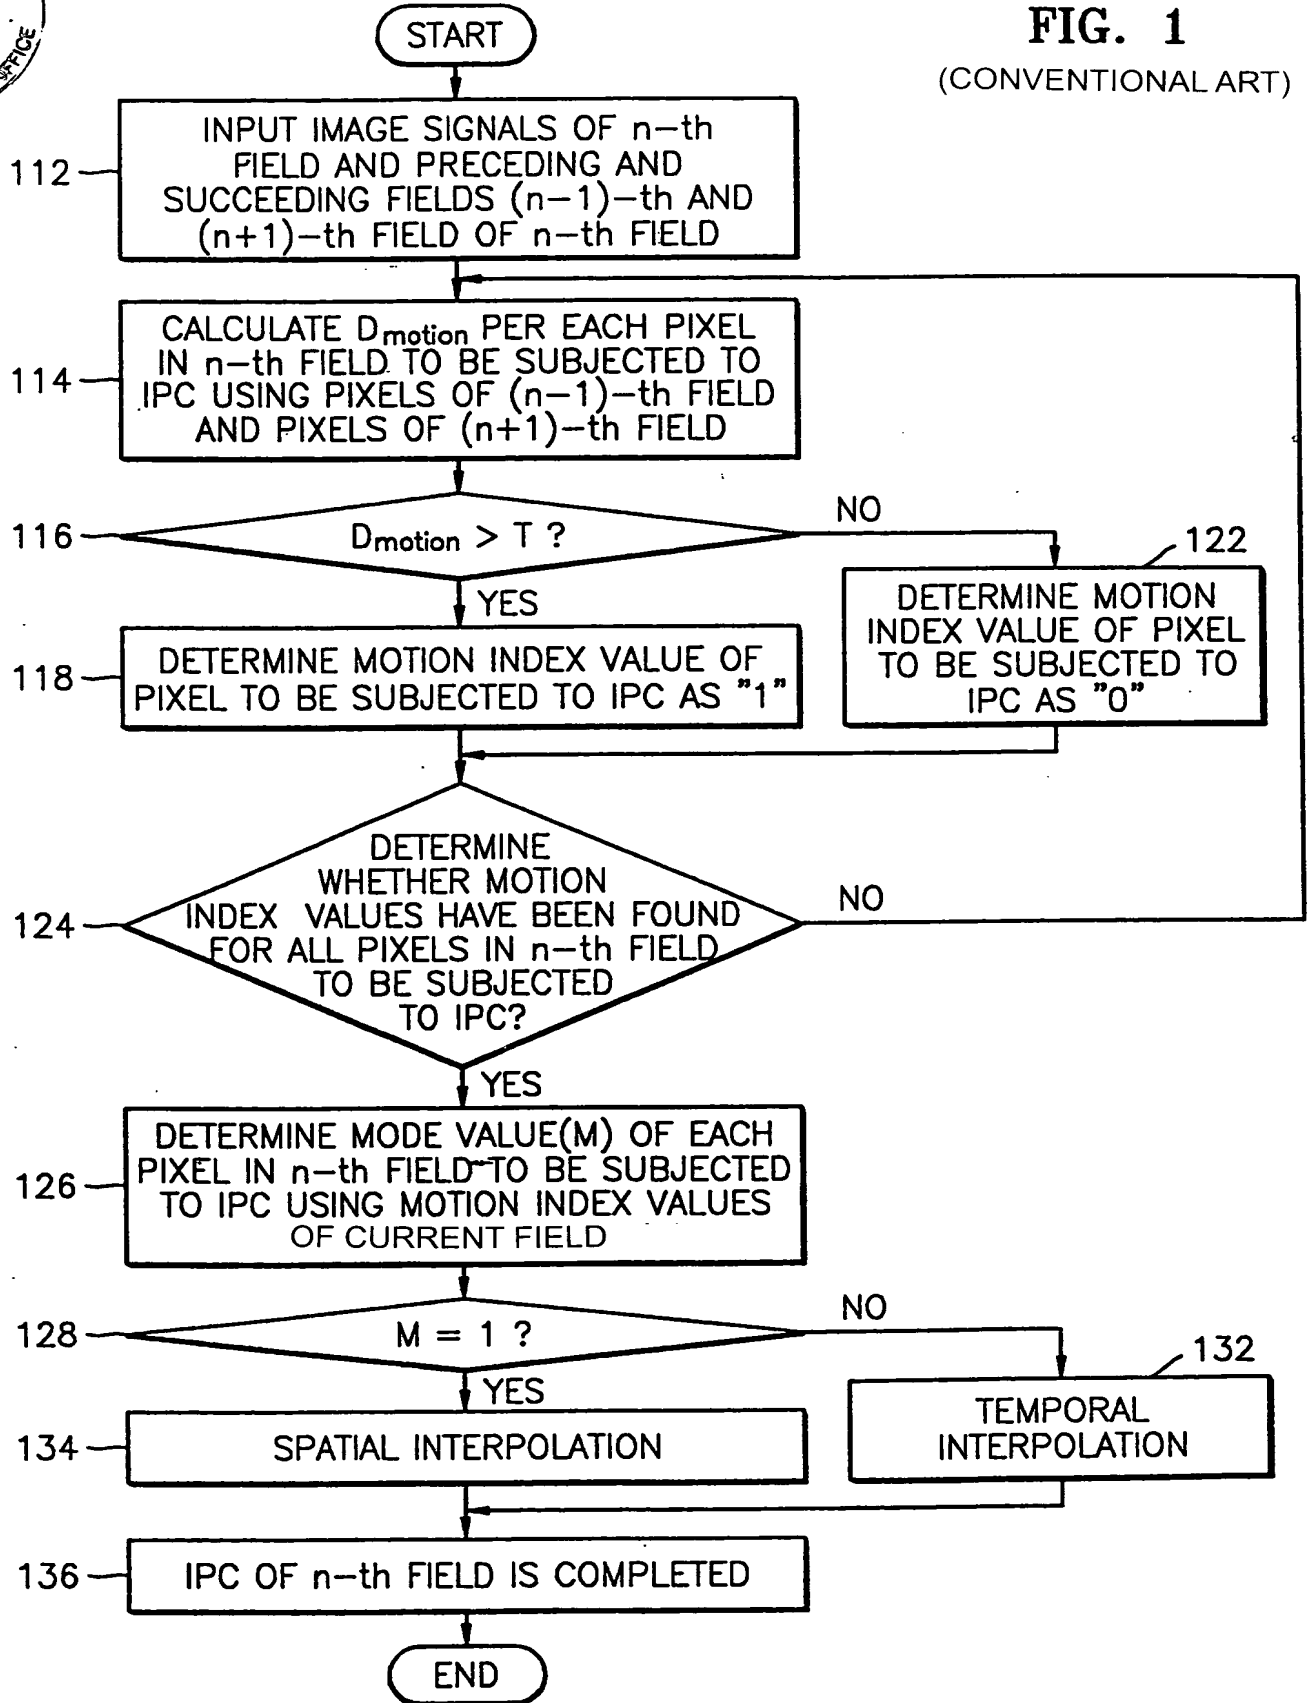 OFFICE
FIG. 1
(CONVENTIONAL ART)
START
112
INPUT IMAGE SIGNALS OF n-th
FIELD AND PRECEDING AND
SUCCEEDING FIELDS (n-1)-th AND
(n+1)-th FIELD OF n-th FIELD
114
CALCULATE Dmotion PER EACH PIXEL
IN n-th FIELD TO BE SUBJECTED TO
IPC USING PIXELS OF (n-1)-th FIELD
AND PIXELS OF (n+1)-th FIELD
116
Dmotion > T ?
NO
YES
122
DETERMINE MOTION
INDEX VALUE OF PIXEL
TO BE SUBJECTED TO
IPC AS "0"
118
DETERMINE MOTION INDEX VALUE OF
PIXEL TO BE SUBJECTED TO IPC AS "1"
124
DETERMINE
WHETHER MOTION
INDEX VALUES HAVE BEEN FOUND
FOR ALL PIXELS IN n-th FIELD
TO BE SUBJECTED
TO IPC?
NO
YES
126
DETERMINE MODE VALUE(M) OF EACH
PIXEL IN n-th FIELD TO BE SUBJECTED
TO IPC USING MOTION INDEX VALUES
OF CURRENT FIELD
128
M = 1 ?
NO
YES
132
TEMPORAL
INTERPOLATION
134
SPATIAL INTERPOLATION
136
IPC OF n-th FIELD IS COMPLETED
END